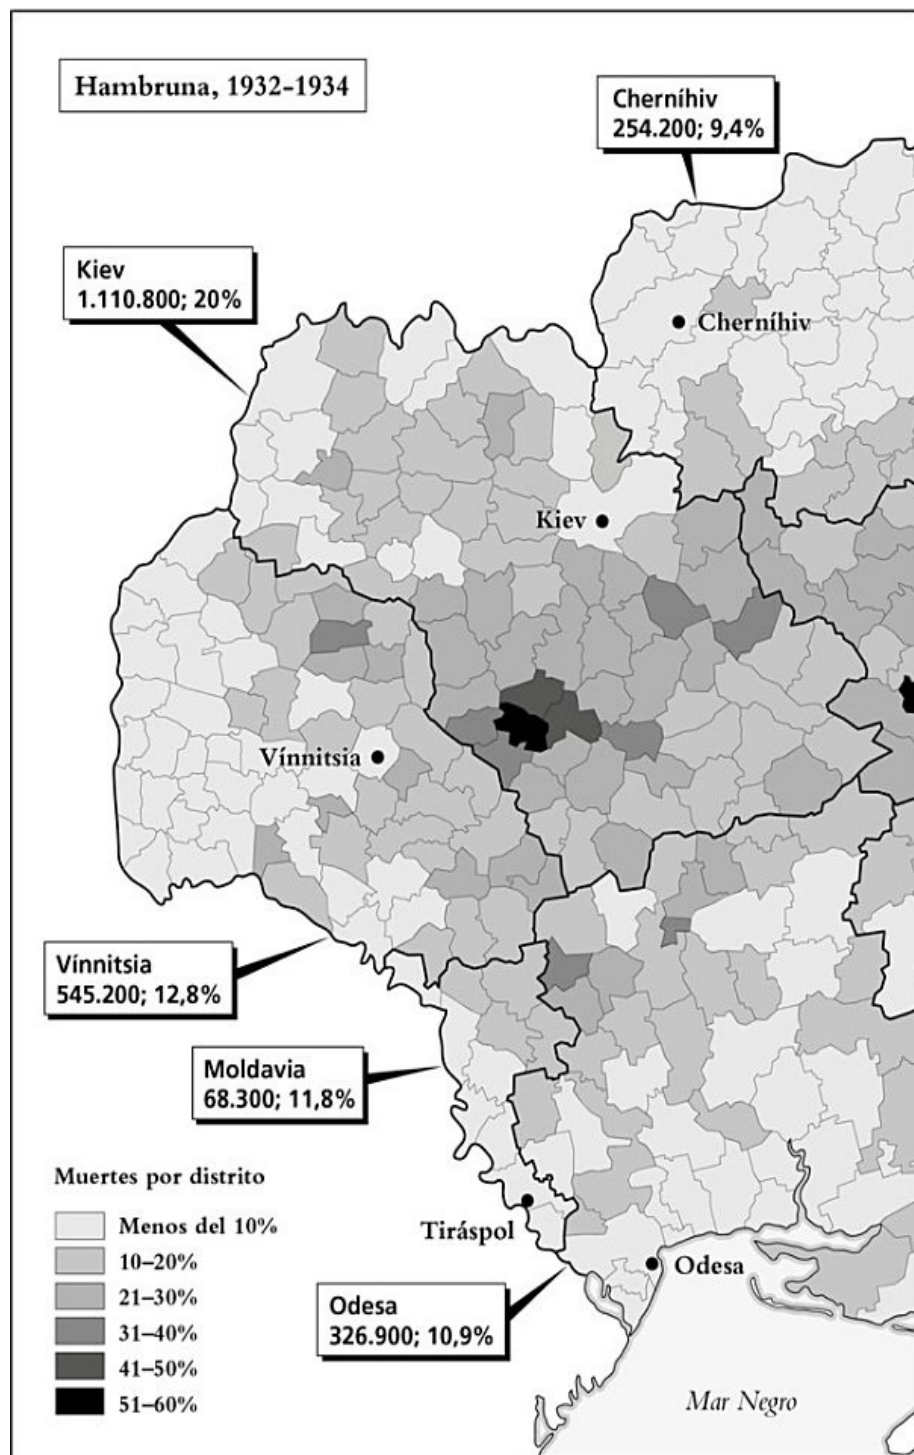 Hambruna, 1932-1934
Cherníhiv
254.200; 9,4%
Kiev
1.110.800; 20%
Cherníhiv
Kiev
Vínnitsia
Vínnitsia
545.200; 12,8%
Moldavia
68.300; 11,8%
Muertes por distrito
Menos del 10%
10–20%
21–30%
31–40%
41–50%
51–60%
Tiráspol
Odesa
Odesa
326.900; 10,9%
Mar Negro